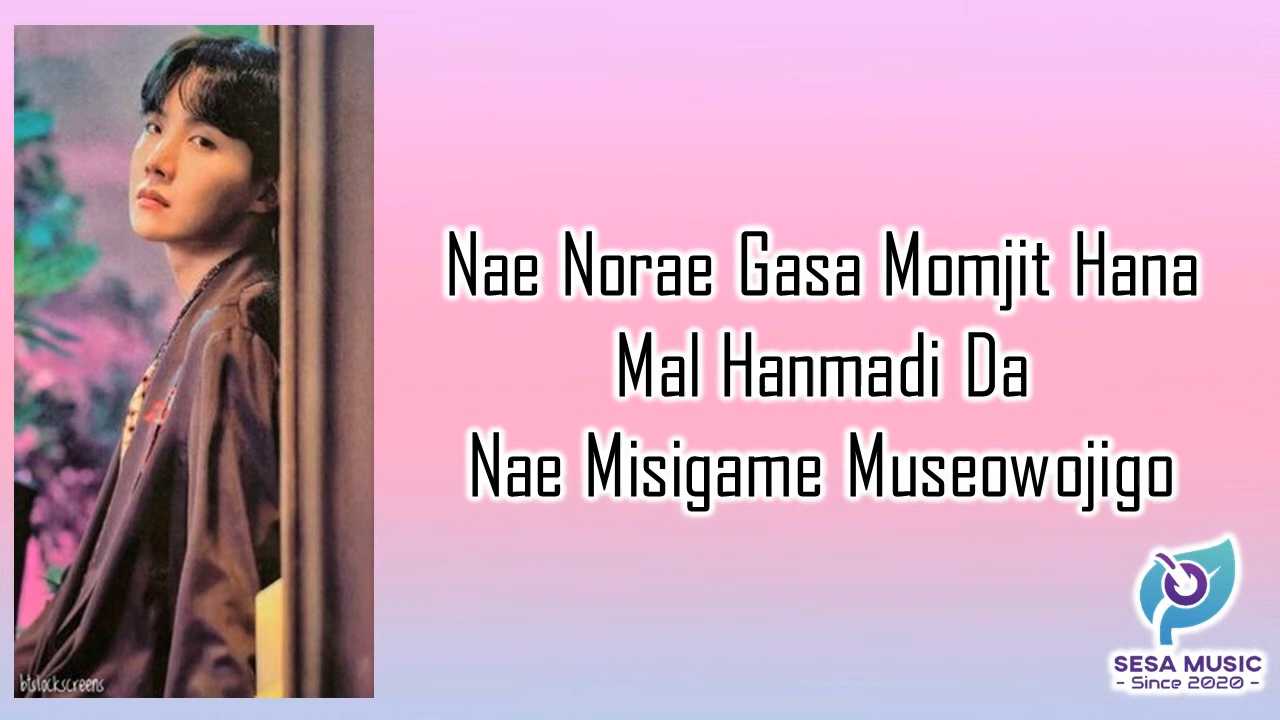 Nae Norae Gasa Momjit Hana
Mal Hanmadi Da
Nae Misigame Museowojigo
btslockscreens
SESA MUSIC
- Since 2020 -